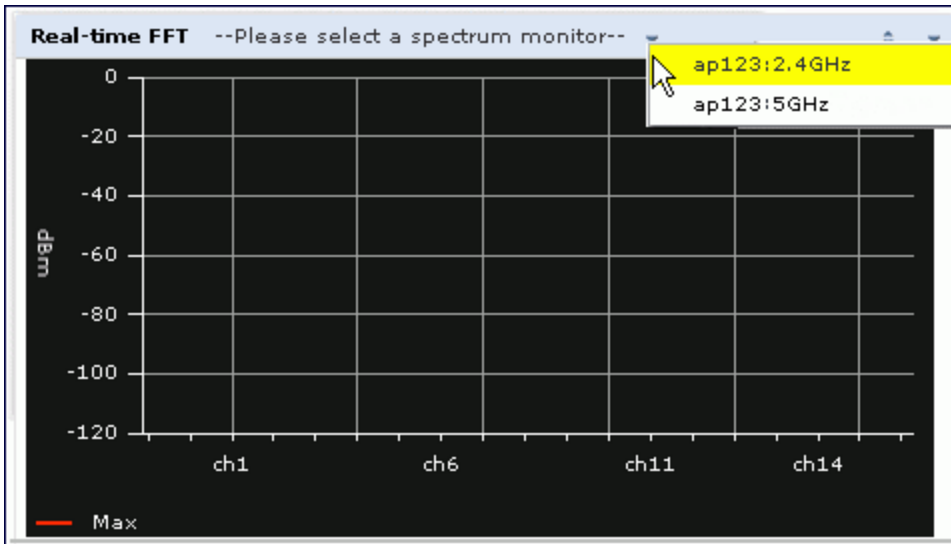 Real-time FFT --Please select a spectrum monitor--
ap123:2.4GHz
ap123:5GHz
0
-20
-40
-60
-80
-100
-120
dBm
ch1 ch6 ch11 ch14
Max